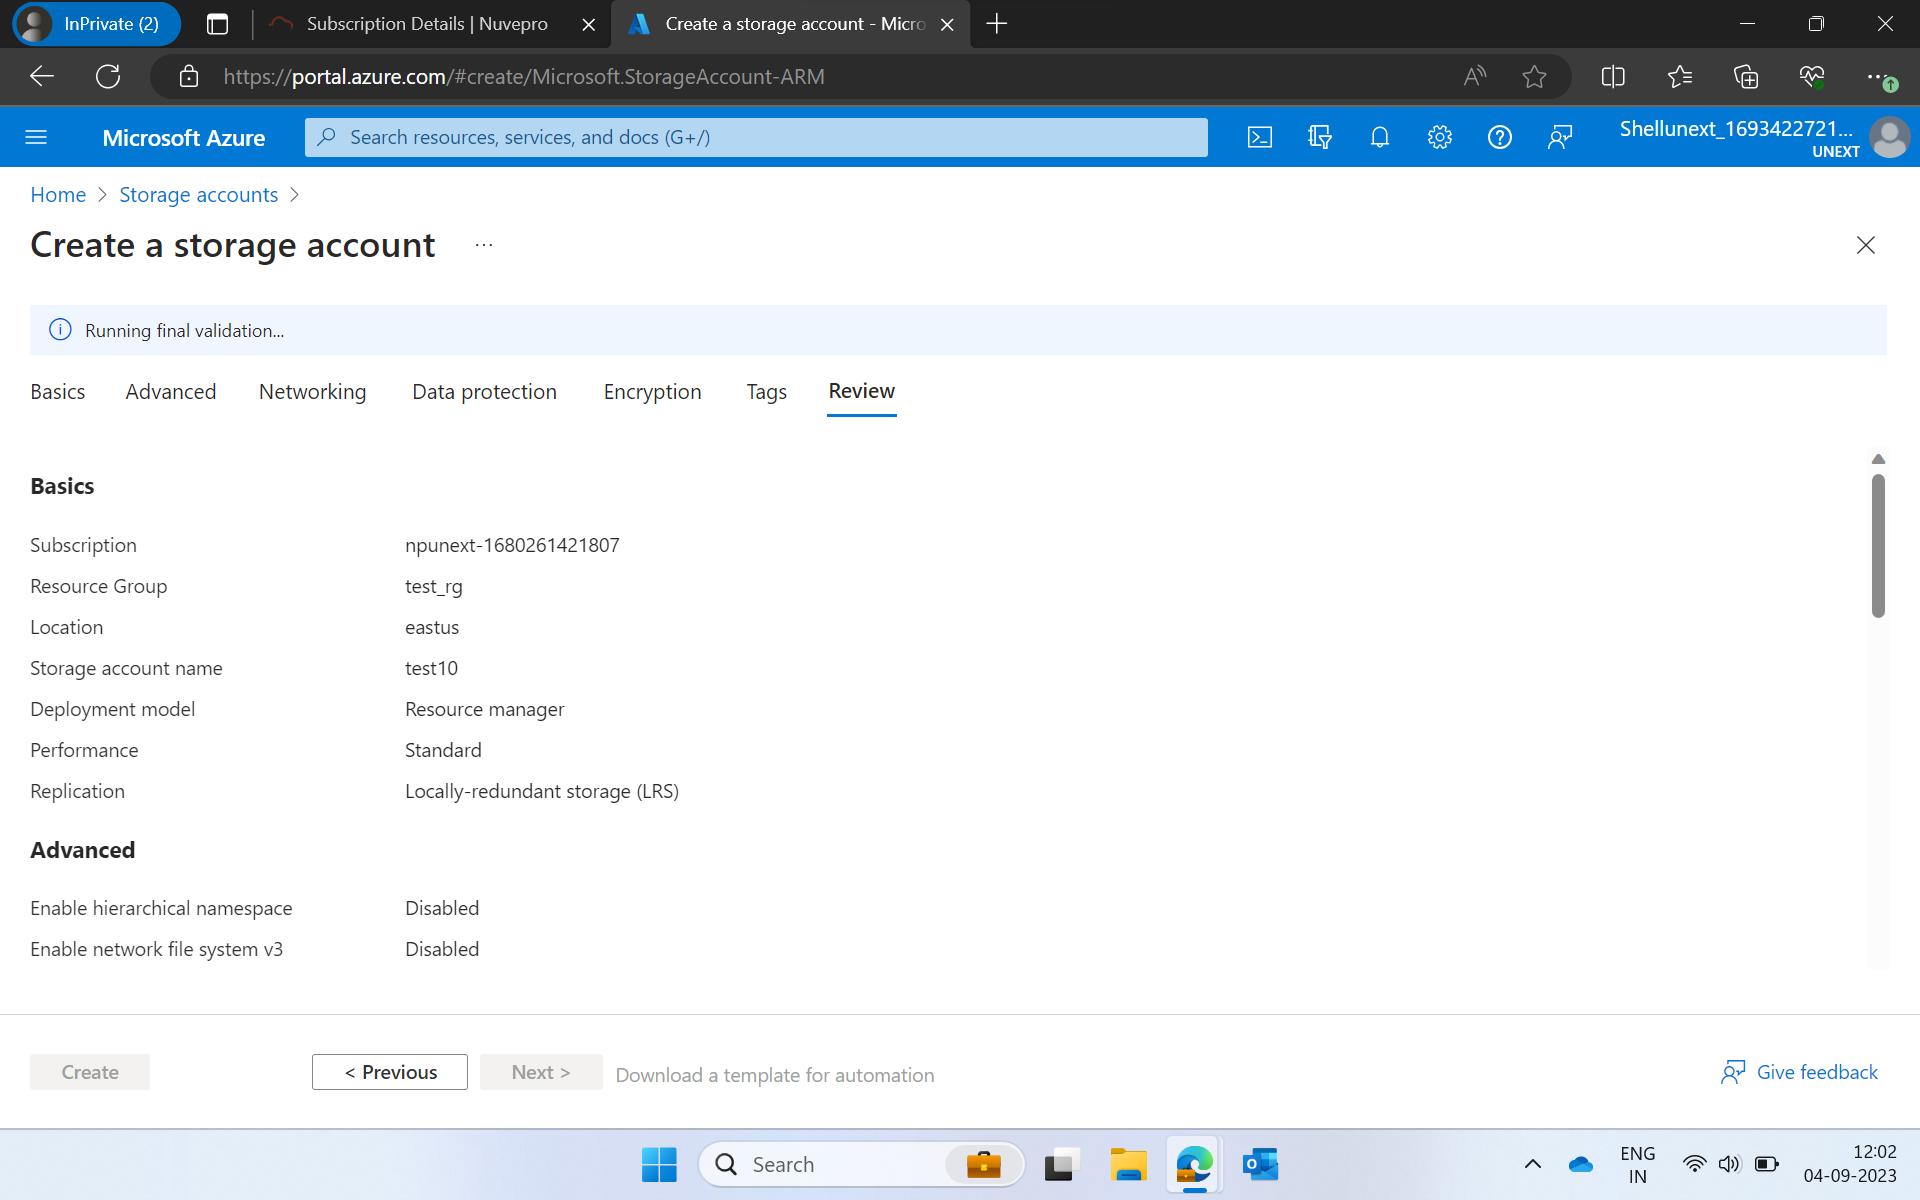 InPrivate (2)
Subscription Details | Nuvepro
Create a storage account - Micro
https://portal.azure.com/#create/Microsoft.StorageAccount-ARM
Microsoft Azure
Search resources, services, and docs (G+/)
Shellunext_1693422721...
UNEXT
Home > Storage accounts >
Create a storage account ...
Running final validation...
Basics Advanced Networking Data protection Encryption Tags Review
Basics
Subscription npunext-1680261421807
Resource Group test_rg
Location eastus
Storage account name test10
Deployment model Resource manager
Performance Standard
Replication Locally-redundant storage (LRS)
Advanced
Enable hierarchical namespace Disabled
Enable network file system v3 Disabled
Create < Previous Next > Download a template for automation Give feedback
Search
ENG
IN
12:02
04-09-2023